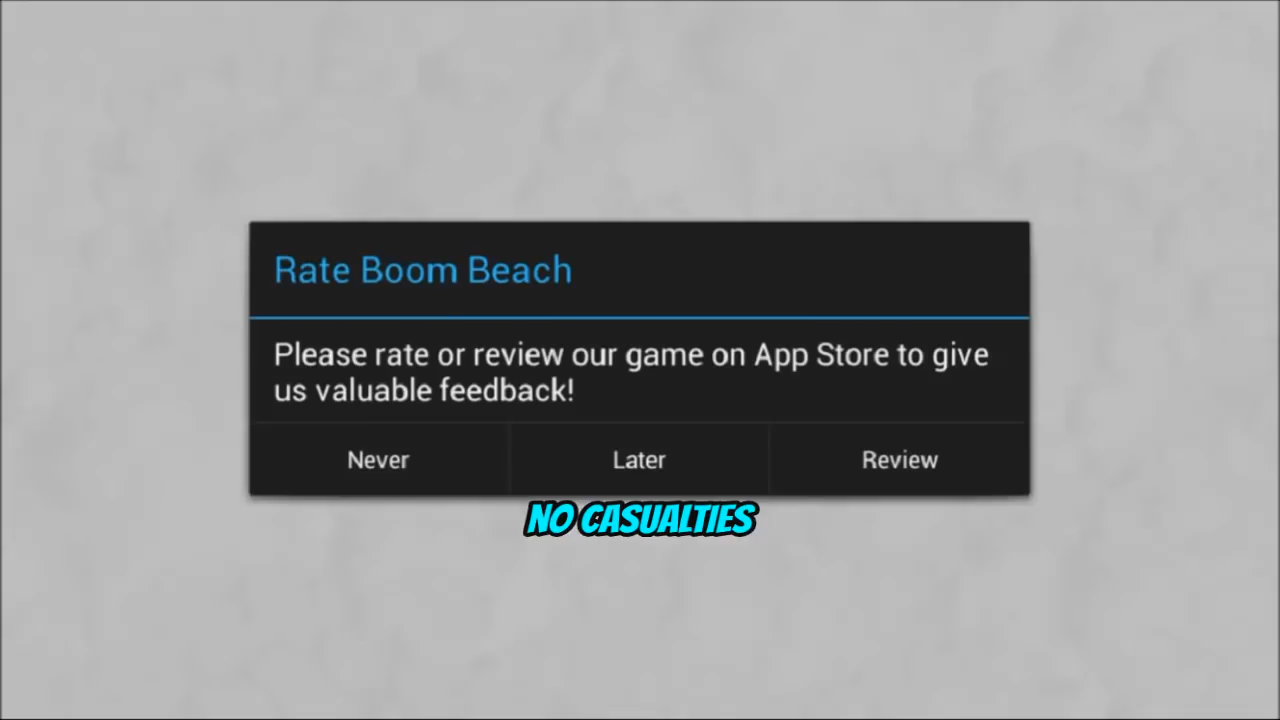 Rate Boom Beach
Please rate or review our game on App Store to give
us valuable feedback!
Never
Later
Review
NO CASUALTIES